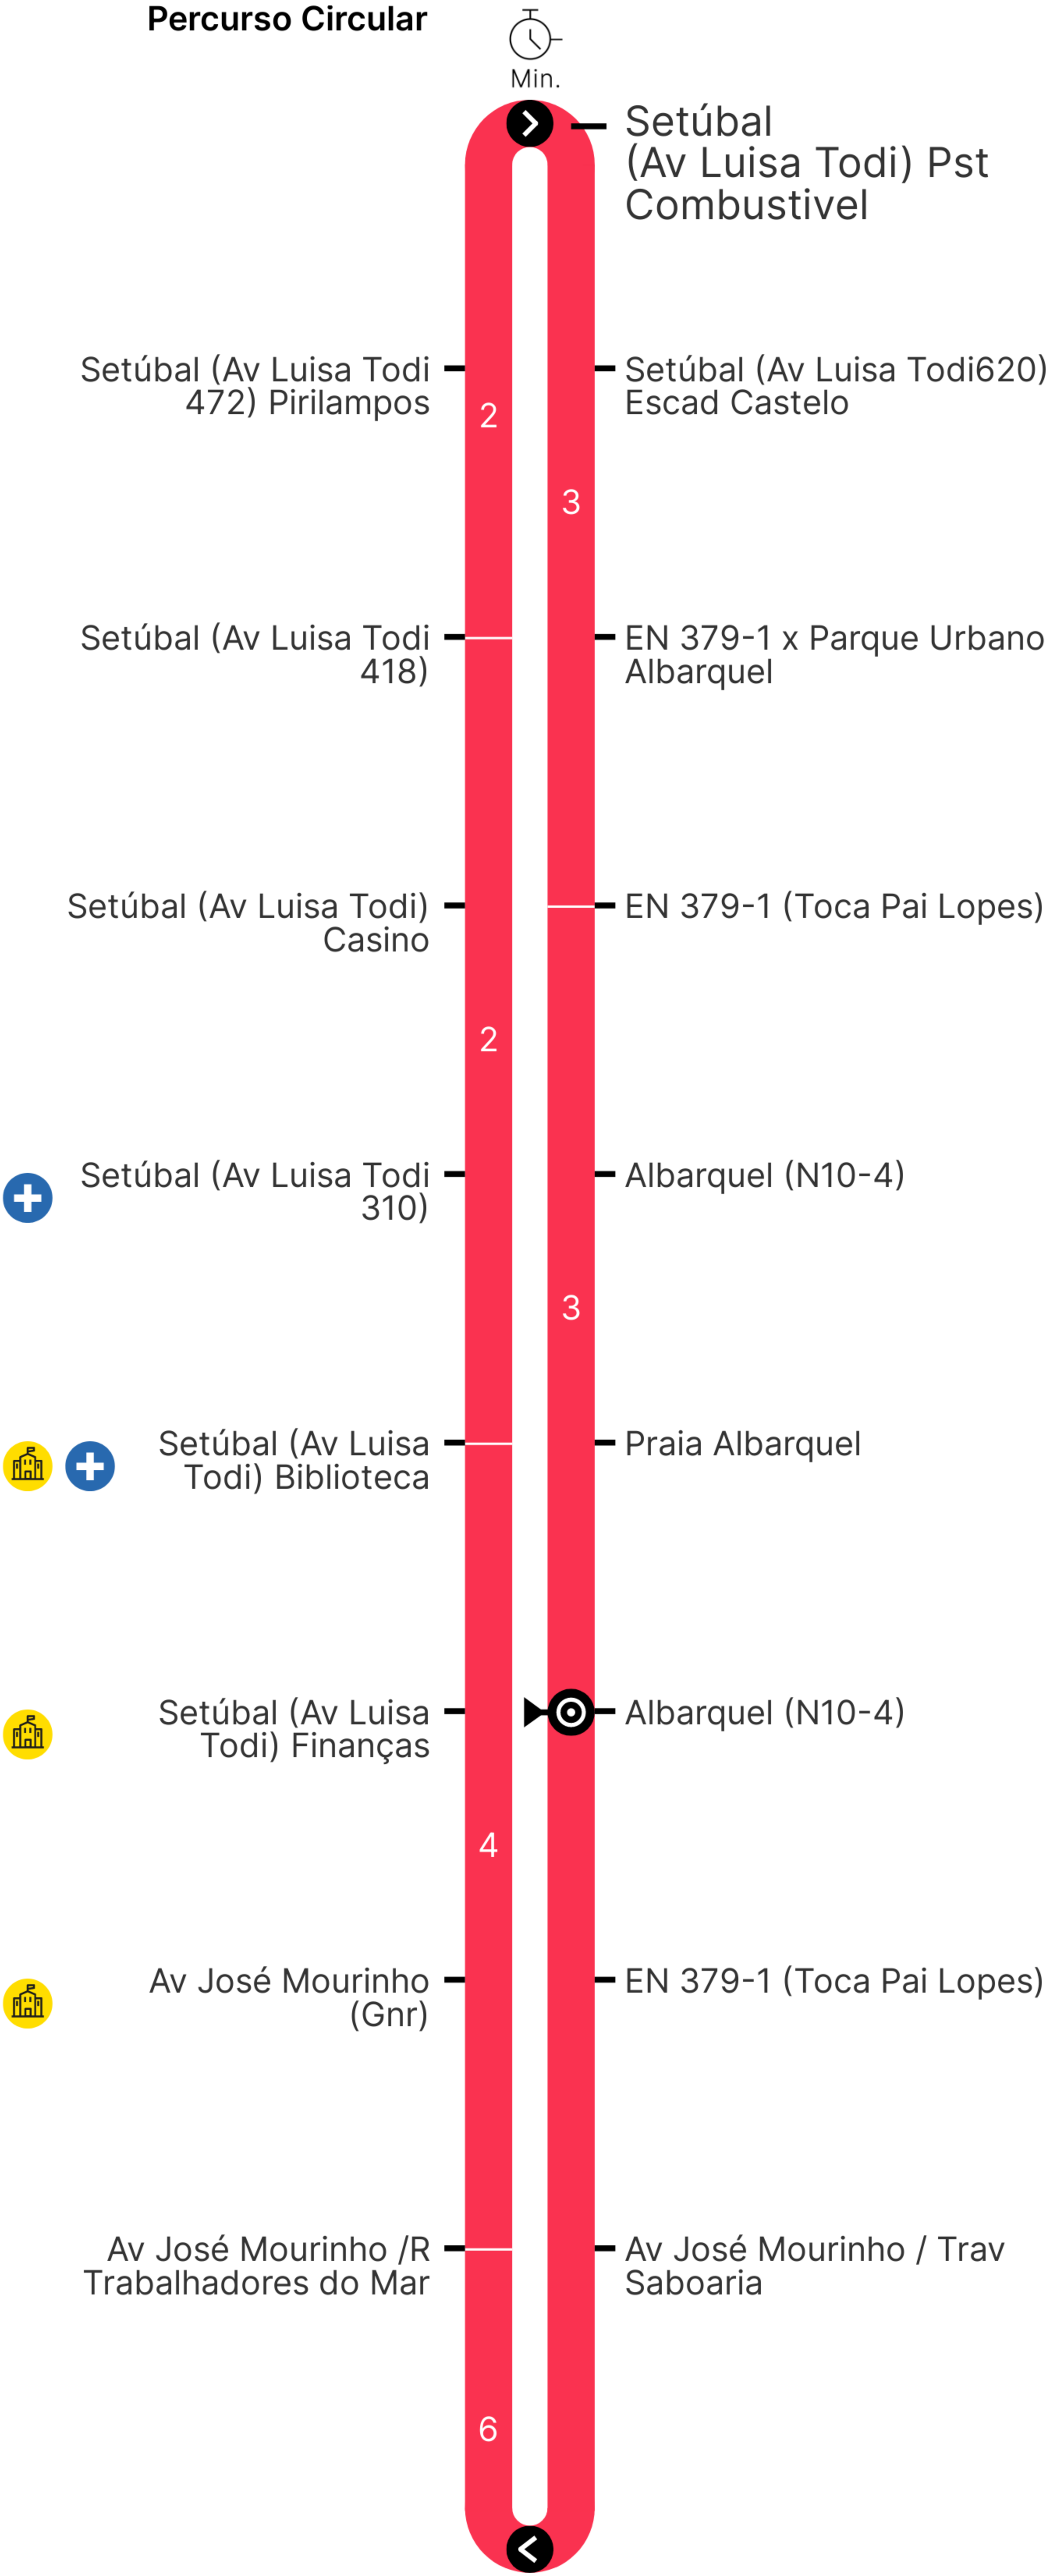 Percurso Circular
Min.
Setúbal
(Av Luisa Todi) Pst
Combustivel
Setúbal (Av Luisa Todi
472) Pirilampos
2
Setúbal (Av Luisa Todi620)
Escad Castelo
3
Setúbal (Av Luisa Todi
418)
EN 379-1 x Parque Urbano
Albarquel
Setúbal (Av Luisa Todi)
Casino
EN 379-1 (Toca Pai Lopes)
2
Setúbal (Av Luisa Todi
310)
Albarquel (N10-4)
3
Setúbal (Av Luisa
Todi) Biblioteca
Praia Albarquel
Setúbal (Av Luisa
Todi) Finanças
Albarquel (N10-4)
4
Av José Mourinho
(Gnr)
EN 379-1 (Toca Pai Lopes)
Av José Mourinho /R
Trabalhadores do Mar
Av José Mourinho / Trav
Saboaria
6